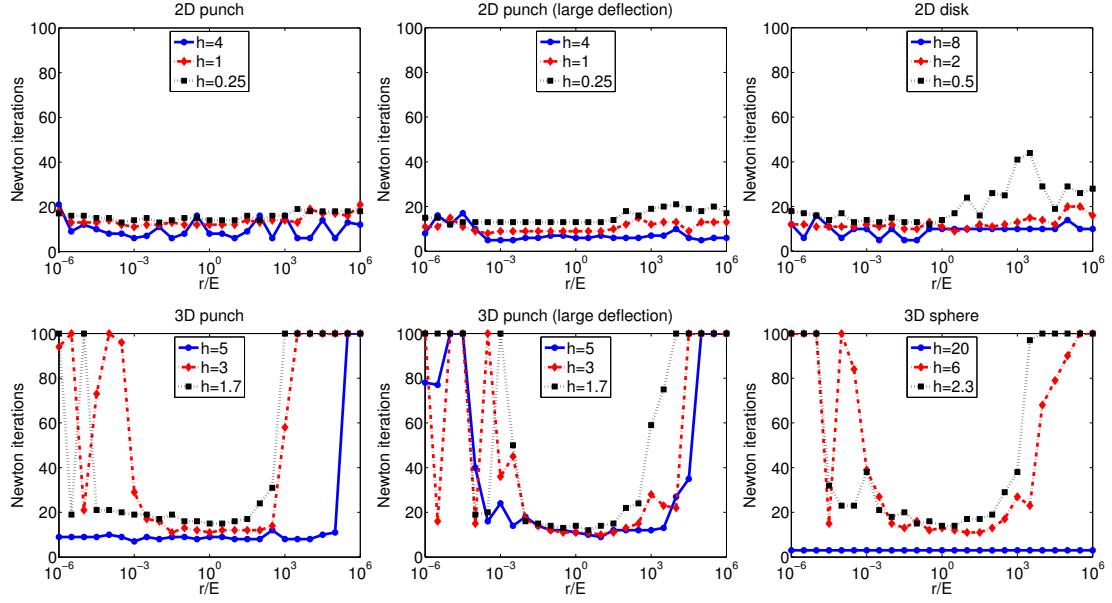 2D punch
100
80
60
40
20
0
Newton iterations
h=4
h=1
h=0.25
10^−6
10^−3
10^0
10^3
10^6
r/E
2D punch (large deflection)
100
80
60
40
20
0
Newton iterations
h=4
h=1
h=0.25
10^−6
10^−3
10^0
10^3
10^6
r/E
2D disk
100
80
60
40
20
0
Newton iterations
h=8
h=2
h=0.5
10^−6
10^−3
10^0
10^3
10^6
r/E
3D punch
100
80
60
40
20
0
Newton iterations
h=5
h=3
h=1.7
10^−6
10^−3
10^0
10^3
10^6
r/E
3D punch (large deflection)
100
80
60
40
20
0
Newton iterations
h=5
h=3
h=1.7
10^−6
10^−3
10^0
10^3
10^6
r/E
3D sphere
100
80
60
40
20
0
Newton iterations
h=20
h=6
h=2.3
10^−6
10^−3
10^0
10^3
10^6
r/E